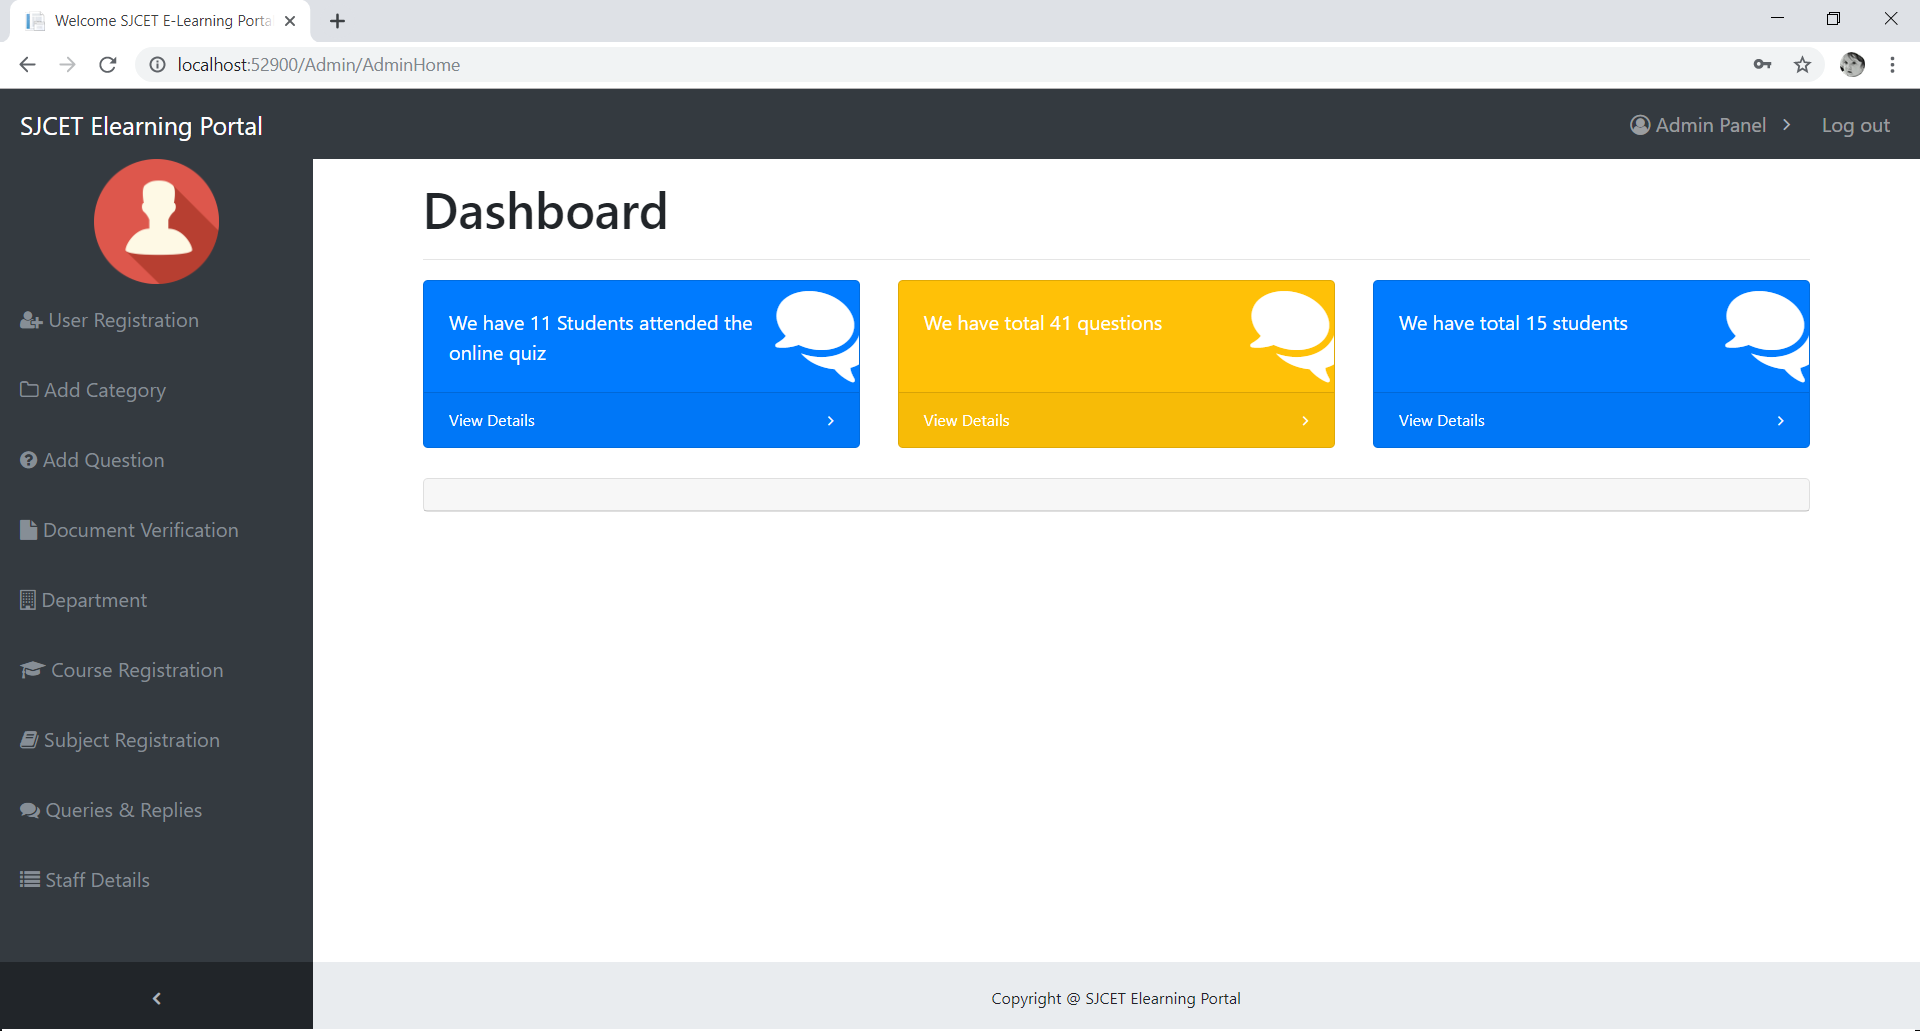 Welcome SJCET E-Learning Porta
localhost:52900/Admin/AdminHome
SJCET Elearning Portal
Admin Panel
Log out
User Registration
Add Category
Add Question
Document Verification
Department
Course Registration
Subject Registration
Queries & Replies
Staff Details
Dashboard
We have 11 Students attended the
online quiz
View Details
We have total 41 questions
View Details
We have total 15 students
View Details
Copyright @ SJCET Elearning Portal